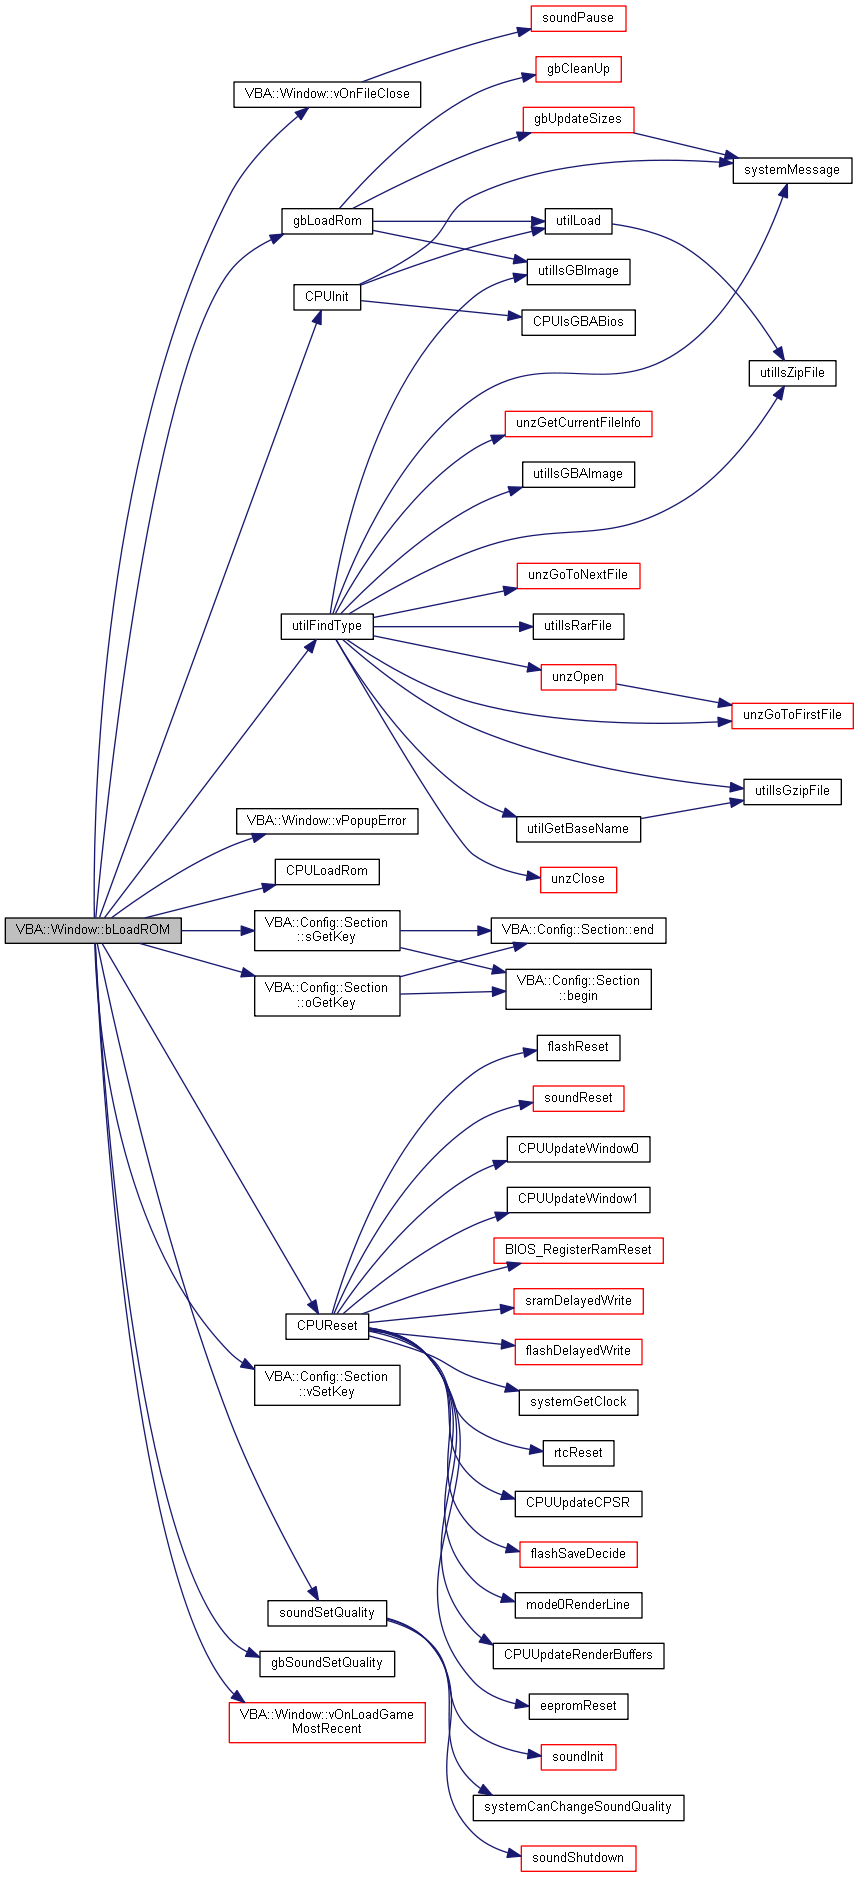 soundPause
gbCleanUp
VBA::Window::vOnFileClose
gbUpdateSizes
systemMessage
gbLoadRom
utilLoad
utilIsGBImage
CPUInit
CPUIsGBABios
utilIsZipFile
unzGetCurrentFileInfo
utilIsGBAImage
unzGoToNextFile
utilFindType
utilIsRarFile
unzOpen
unzGoToFirstFile
utilIsGzipFile
VBA::Window::vPopupError
utilGetBaseName
CPULoadRom
unzClose
VBA::Window::bLoadROM
VBA::Config::Section
::sGetKey
VBA::Config::Section::end
VBA::Config::Section
::oGetKey
VBA::Config::Section
::begin
flashReset
soundReset
CPUUpdateWindow0
CPUUpdateWindow1
BIOS_RegisterRamReset
sramDelayedWrite
CPUReset
flashDelayedWrite
VBA::Config::Section
::vSetKey
systemGetClock
rtcReset
CPUUpdateCPSR
flashSaveDecide
mode0RenderLine
soundSetQuality
CPUUpdateRenderBuffers
gbSoundSetQuality
eepromReset
VBA::Window::vOnLoadGame
MostRecent
soundInit
systemCanChangeSoundQuality
soundShutdown